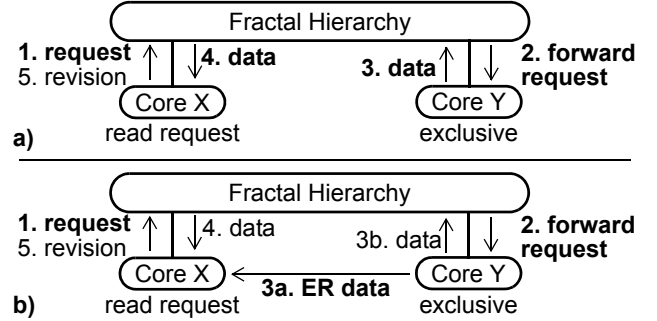 Fractal Hierarchy
1. request
5. revision
4. data
3. data
2. forward
request
Core X
Core Y
read request
exclusive
a)
Fractal Hierarchy
1. request
5. revision
4. data
3b. data
2. forward
request
Core X
Core Y
3a. ER data
read request
exclusive
b)